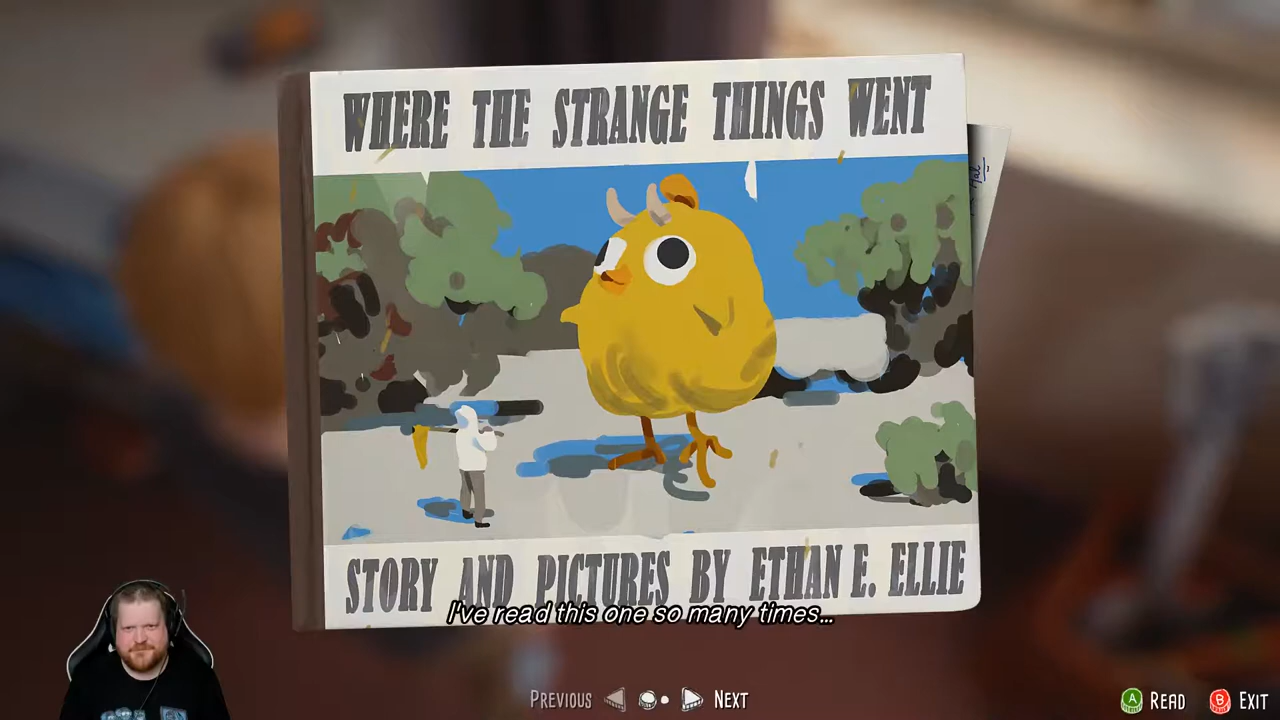 WHERE THE STRANGE THINGS WENT
STORY AND PICTURES BY ETHAN E. ELLIE
I've read this one so many times...
PREVIOUS NEXT
A READ B EXIT